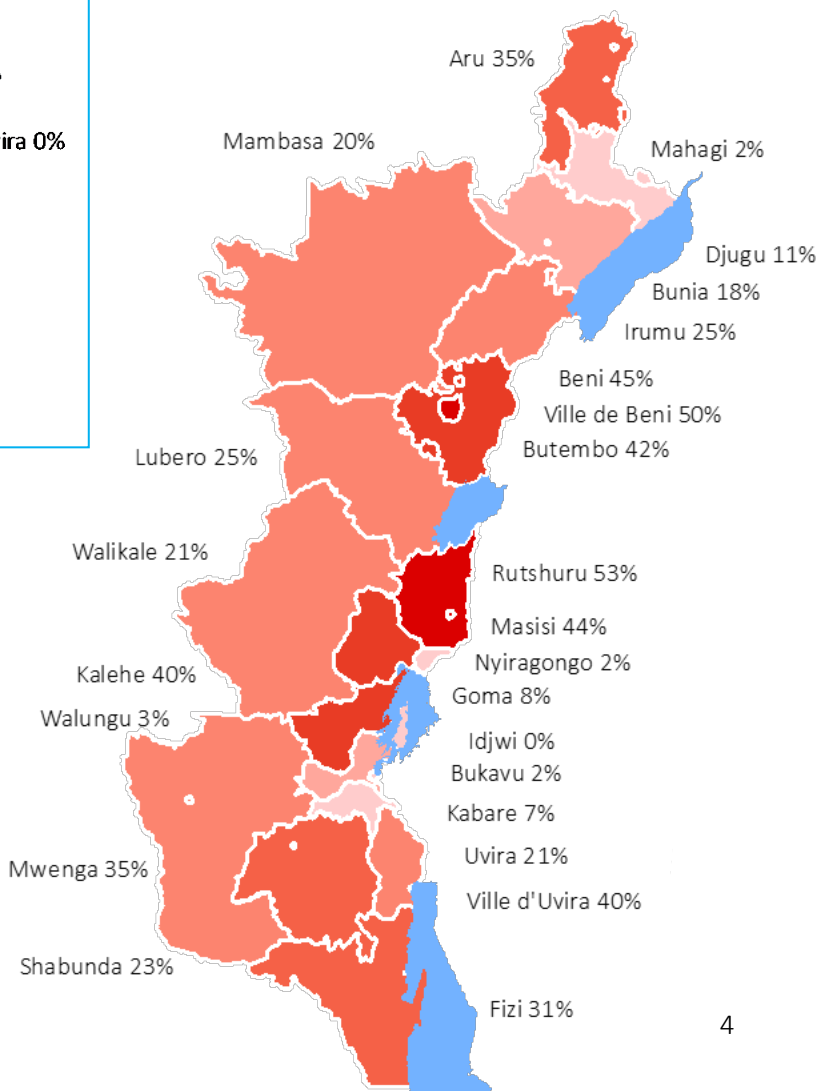 ira 0%
Aru 35%
Mambasa 20%
Mahagi 2%
Djugu 11%
Bunia 18%
Irumu 25%
Beni 45%
Ville de Beni 50%
Butembo 42%
Lubero 25%
Walikale 21%
Rutshuru 53%
Masisi 44%
Nyiragongo 2%
Kalehe 40%
Goma 8%
Walungu 3%
Idjwi 0%
Bukavu 2%
Kabare 7%
Uvira 21%
Mwenga 35%
Ville d'Uvira 40%
Shabunda 23%
Fizi 31%
4